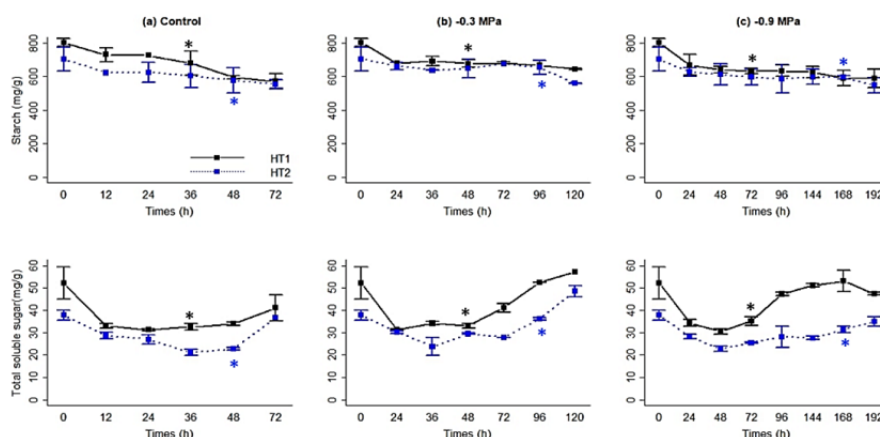 (a) Control
(b) -0.3 MPa
(c) -0.9 MPa
Starch (mg/g)
0 200 400 600 800
HT1
HT2
0 12 24 36 48 72
Times (h)
0 200 400 600 800
0 24 36 48 72 96 120
Times (h)
0 200 400 600 800
0 24 48 72 96 144 168 192
Times (h)
Total soluble sugar(mg/g)
0 10 20 30 40 50 60
0 12 24 36 48 72
Times (h)
0 10 20 30 40 50 60
0 24 36 48 72 96 120
Times (h)
0 10 20 30 40 50 60
0 24 48 72 96 144 168 192
Times (h)